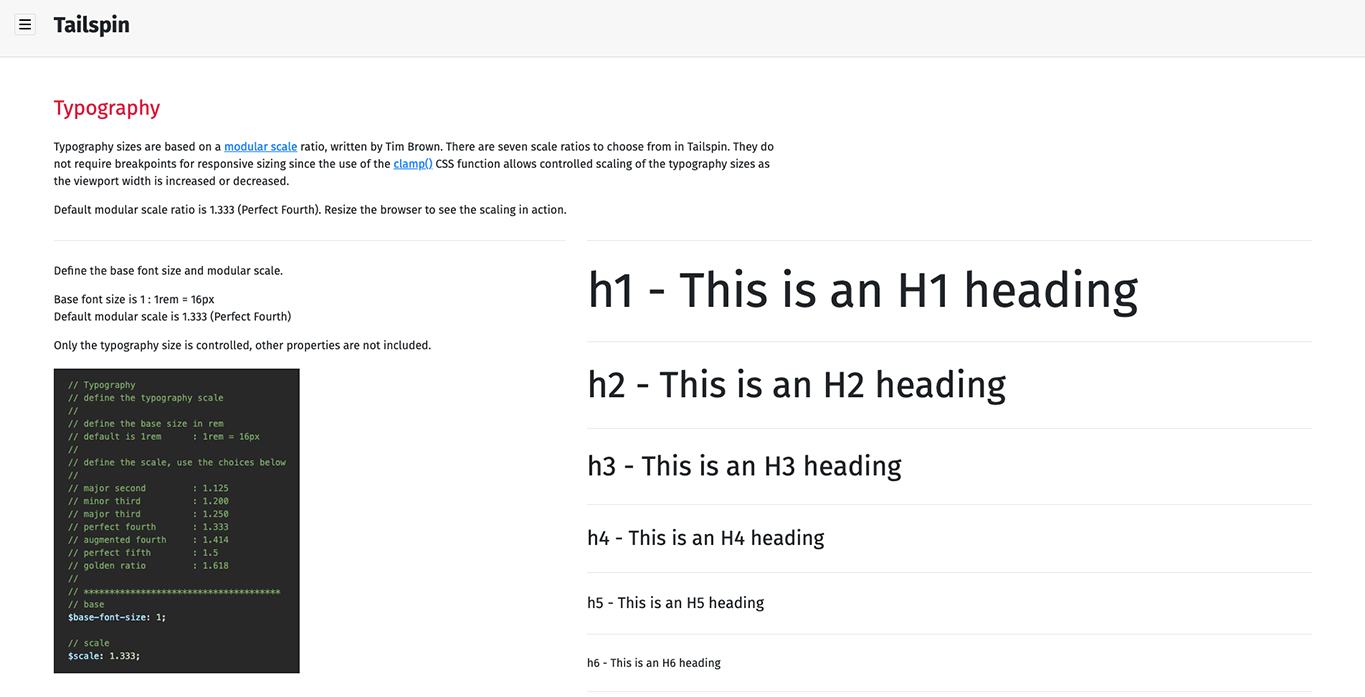 Tailspin
Typography
Typography sizes are based on a modular scale ratio, written by Tim Brown. There are seven scale ratios to choose from in Tailspin. They do
not require breakpoints for responsive sizing since the use of the clamp() CSS function allows controlled scaling of the typography sizes as
the viewport width is increased or decreased.
Default modular scale ratio is 1.333 (Perfect Fourth). Resize the browser to see the scaling in action.
Define the base font size and modular scale.
Base font size is 1 : 1rem = 16px
Default modular scale is 1.333 (Perfect Fourth)
Only the typography size is controlled, other properties are not included.
// Typography
// define the typography scale
//
// define the base size in rem
// default is 1rem      : 1rem = 16px
//
// define the scale, use the choices below
//
// major second         : 1.125
// minor third          : 1.200
// major third          : 1.250
// perfect fourth       : 1.333
// augmented fourth     : 1.414
// perfect fifth        : 1.5
// golden ratio         : 1.618
//
// **************************************
// base
$base-font-size: 1;
// scale
$scale: 1.333;
h1 - This is an H1 heading
h2 - This is an H2 heading
h3 - This is an H3 heading
h4 - This is an H4 heading
h5 - This is an H5 heading
h6 - This is an H6 heading